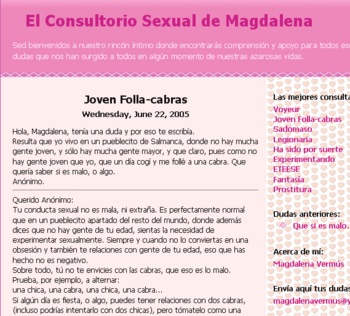 El Consultorio Sexual de Magdalena
Sed bienvenidos a nuestro rincón íntimo donde encontrarás comprensión y apoyo para todos es
dudas que nos han surgido a todos en algún momento de nuestras azarosas vidas.
Joven Folla-cabras
Wednesday, June 22, 2005
Hola, Magdalena, tenía una duda y por eso te escribía.
Resulta que yo vivo en un pueblecito de Salmanca, donde no hay mucha
gente joven, y sólo hay mucha gente mayor, y que claro, pues como no
hay gente joven que yo, que un día cogí y me follé a una cabra. Que
quería saber si es malo, o algo.
Anónimo.
Querido Anónimo:
Tu conducta sexual no es mala, ni extraña. Es perfectamente normal
que en un pueblecito apartado del resto del mundo, donde además
dices que no hay gente de tu edad, sientas la necesidad de
experimentar sexualmente. Siempre y cuando no lo conviertas en una
obsesión y también te relaciones con gente de tu edad, eso que has
hecho no es negativo.
Sobre todo, tú no te envicies con las cabras, que eso es lo malo.
Prueba, por ejemplo, a alternar:
una chica, una cabra, una chica, una cabra...
Si algún día es fiesta, o algo, puedes tener relaciones con dos cabras,
(incluso podrías intentarlo con dos chicas), pero tómatelo como una
Las mejores consulta
Voyeur
Joven Folla-cabras
Sadomaso
Legionaria
Ha sido por suerte
Experimentando
ETEESE
Fantasía
Prostitura
Dudas anteriores:
Que si es malo.
Acerca de mí:
Magdalena Vermús
Envía aquí tus dudas
magdalenavermus@y